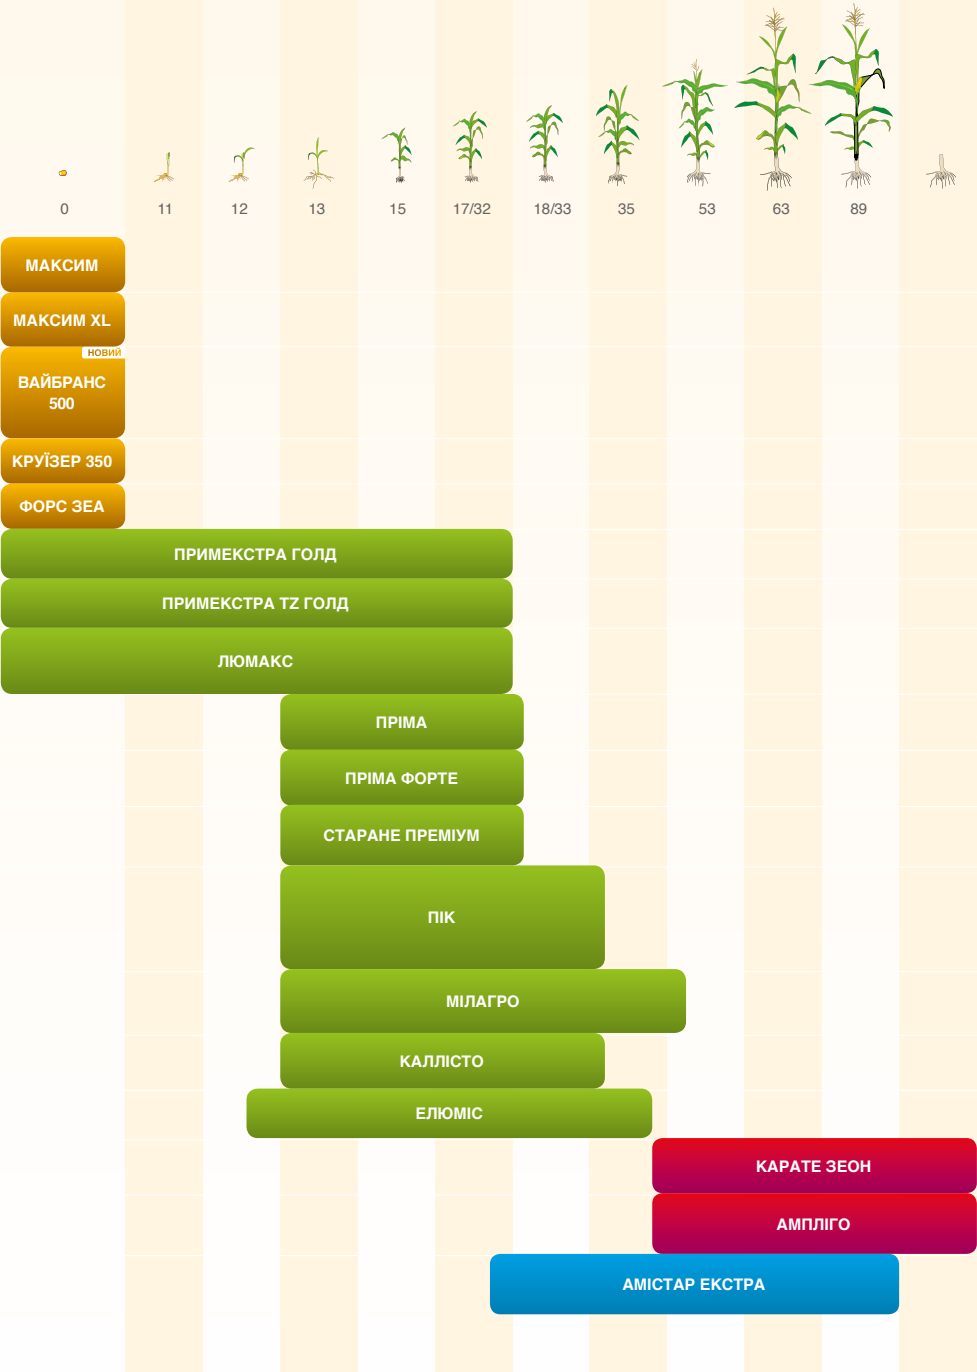 0 11 12 13 15 17/32 18/33 35 53 63 89
МАКСИМ
МАКСИМ XL
НОВИЙ
ВАЙБРАНС
500
КРУЇЗЕР 350
ФОРС ЗЕА
ПРИМЕКСТРА ГОЛД
ПРИМЕКСТРА TZ ГОЛД
ЛЮМАКС
ПРІМА
ПРІМА ФОРТЕ
СТАРАНЕ ПРЕМІУМ
ПІК
МІЛАГРО
КАЛЛІСТО
ЕЛЮМІС
КАРАТЕ ЗЕОН
АМПЛІГО
АМІСТАР ЕКСТРА